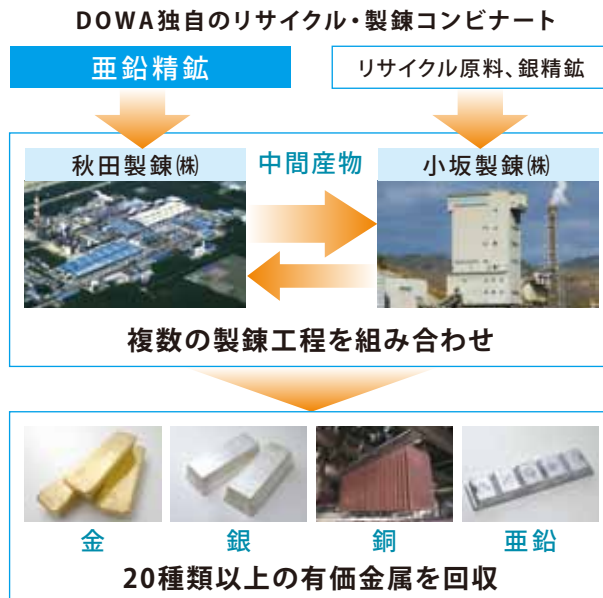 DOWA独自のリサイクル・製錬コンビナート
亜鉛精鉱
リサイクル原料、銀精鉱
秋田製錬㈱
中間産物
小坂製錬㈱
複数の製錬工程を組み合わせ
金
銀
銅
亜鉛
20種類以上の有価金属を回収